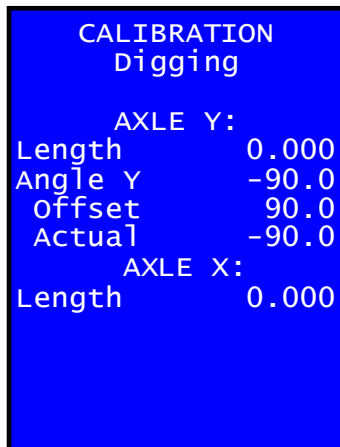 CALIBRATION
Digging
AXLE Y:
Length 0.000
Angle Y -90.0
Offset 90.0
Actual -90.0
AXLE X:
Length 0.000